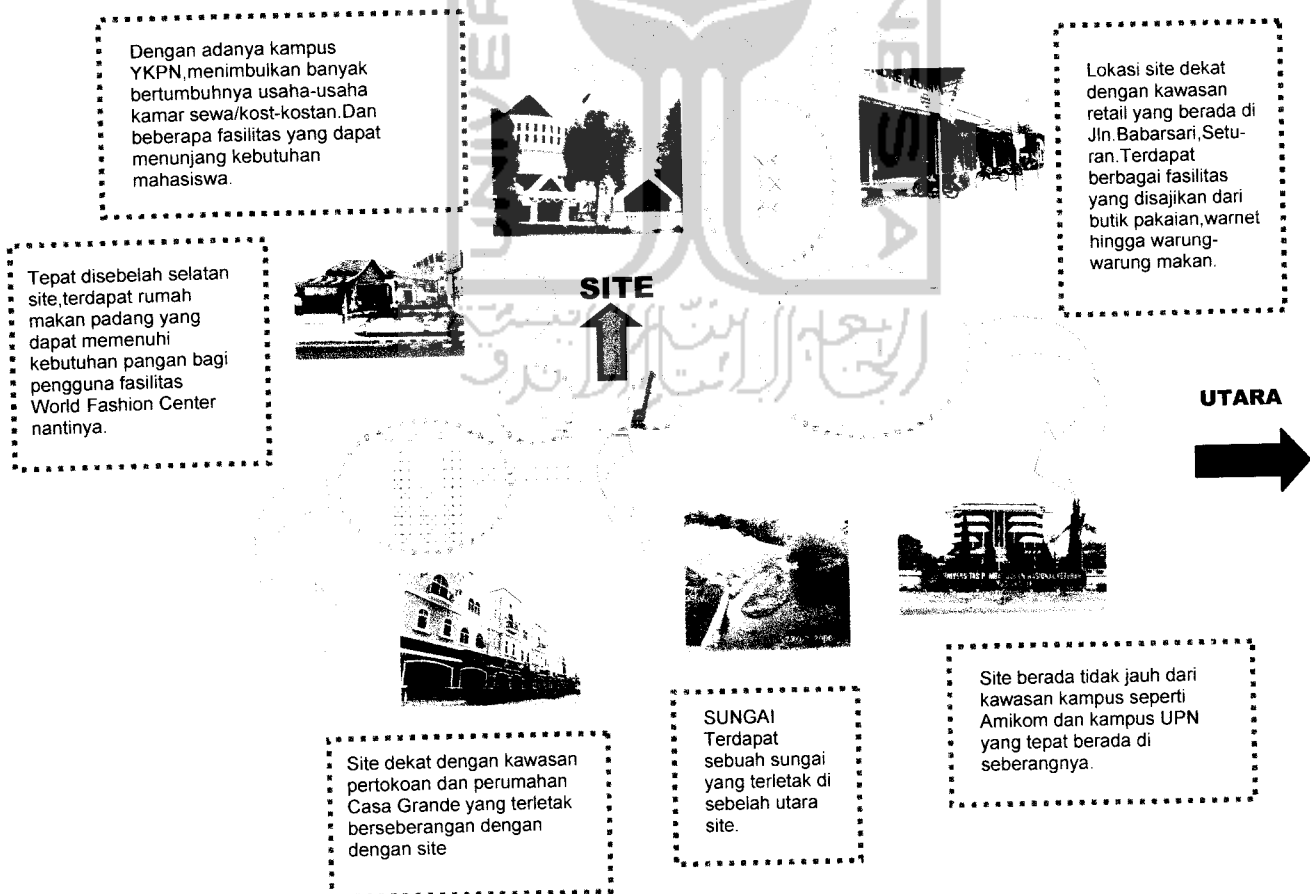 Dengan adanya kampus
YKPN,menimbulkan banyak
bertumbuhnya usaha-usaha
kamar sewa/kost-kostan.Dan
beberapa fasilitas yang dapat
menunjang kebutuhan
mahasiswa.
Lokasi site dekat
dengan kawasan
retail yang berada di
Jln.Babarsari,Setu-
ran.Terdapat
berbagai fasilitas
yang disajikan dari
butik pakaian,warnet
hingga warung-
warung makan.
Tepat disebelah selatan
site,terdapat rumah
makan padang yang
dapat memenuhi
kebutuhan pangan bagi
pengguna fasilitas
World Fashion Center
nantinya.
SITE
UTARA
Site dekat dengan kawasan
pertokoan dan perumahan
Casa Grande yang terletak
berseberangan dengan
dengan site
SUNGAI
Terdapat
sebuah sungai
yang terletak di
sebelah utara
site.
Site berada tidak jauh dari
kawasan kampus seperti
Amikom dan kampus UPN
yang tepat berada di
seberangnya.